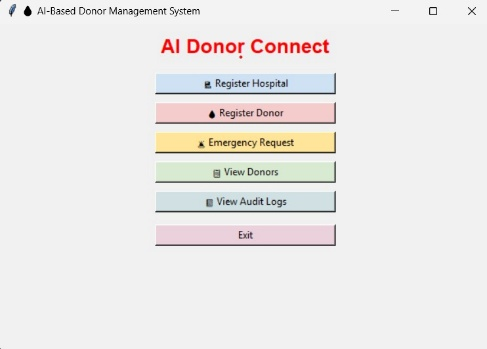 AI-Based Donor Management System
AI Donor Connect
Register Hospital
Register Donor
Emergency Request
View Donors
View Audit Logs
Exit